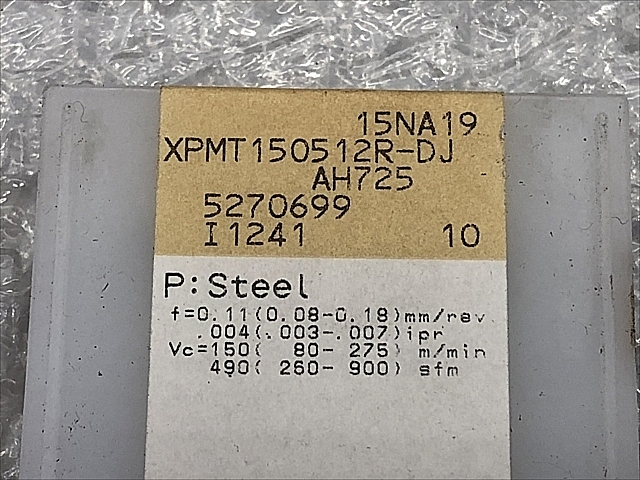 15NA19
XPMT150512R-DJ
AH725
5270699
I1241 10
P:Steel
f=0.11(0.08-0.18)mm/rev
.004(.003-.007)ipr
Vc=150( 80- 275) m/min
490( 260- 900) sfm